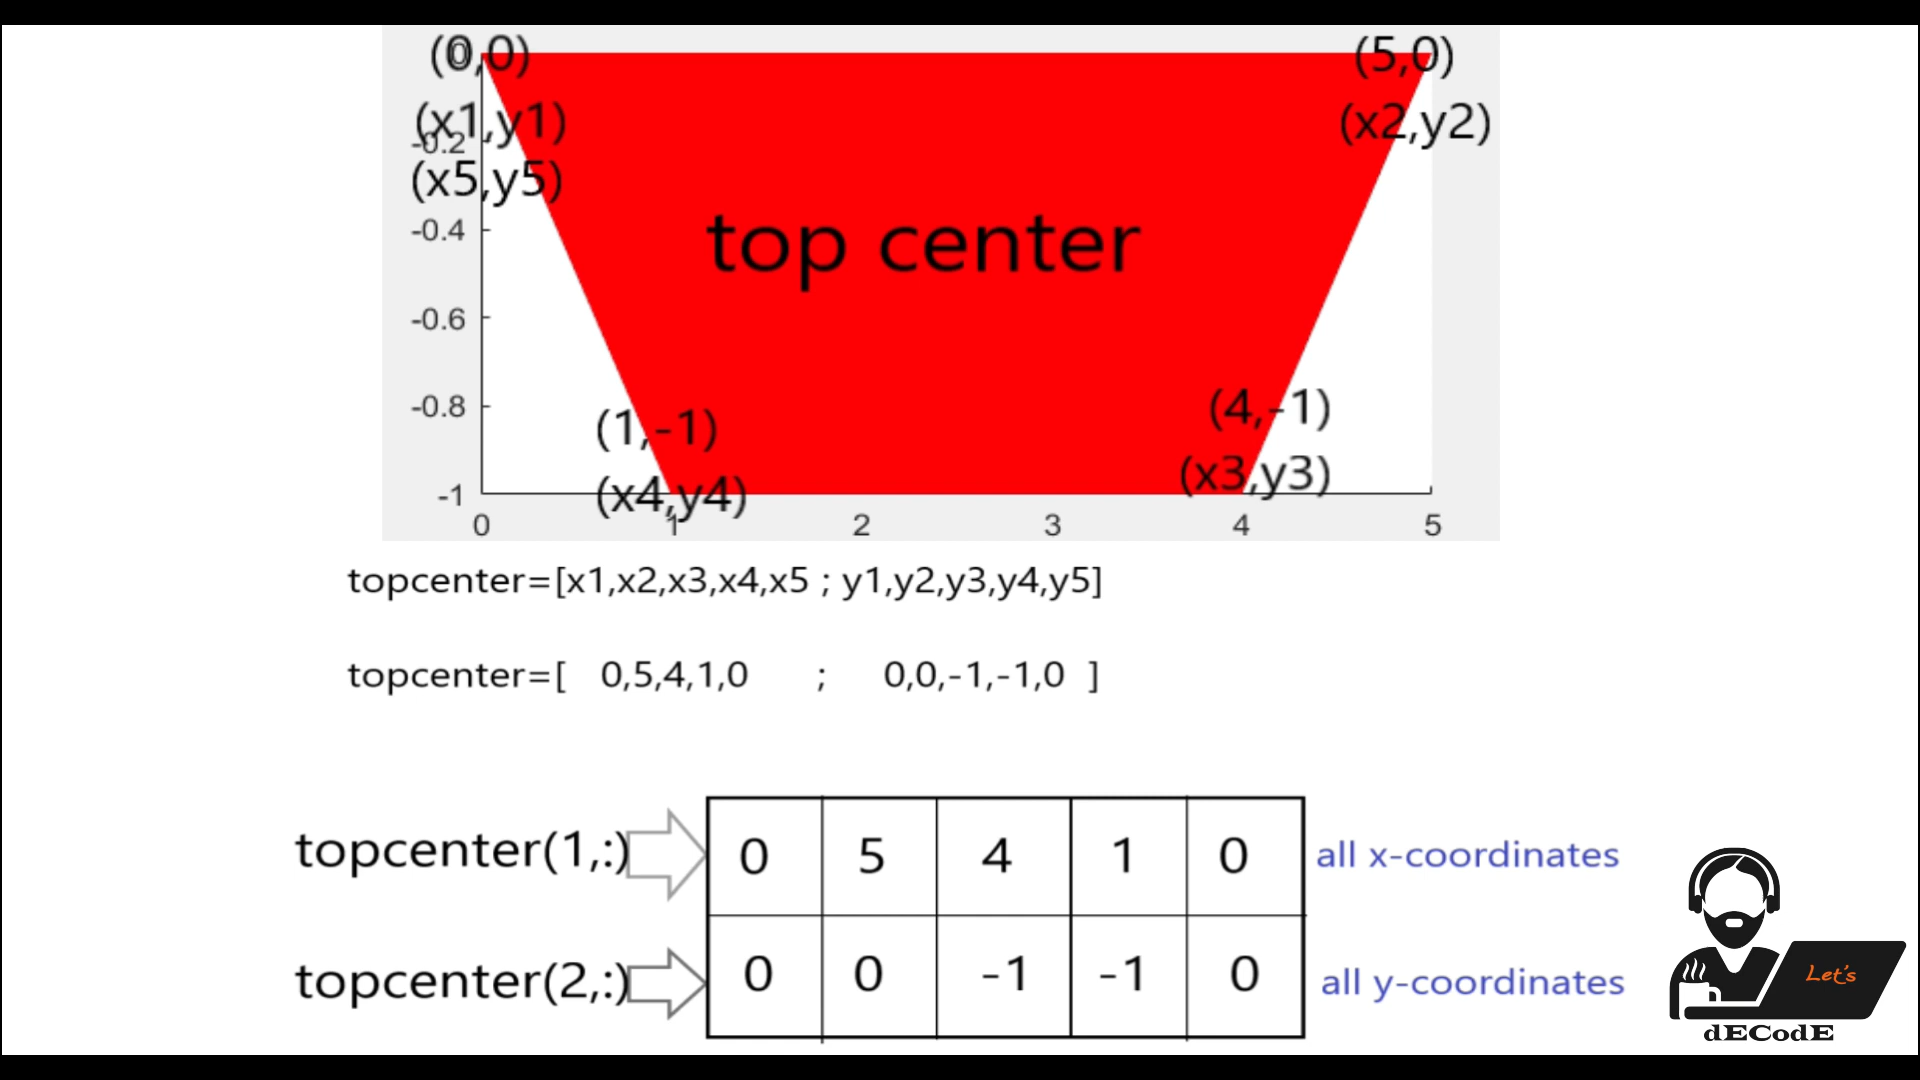 (0,0)
(5,0)
0
(x1,y1)
(x2,y2)
-0.2
(x5,y5)
-0.4
top center
-0.6
-0.8
(1,-1)
(4,-1)
(x4,y4)
(x3,y3)
-1
0 1 2 3 4 5
topcenter=[x1,x2,x3,x4,x5 ; y1,y2,y3,y4,y5]
topcenter=[ 0,5,4,1,0 ; 0,0,-1,-1,0 ]
topcenter(1,:) 0 5 4 1 0 all x-coordinates
topcenter(2,:) 0 0 -1 -1 0 all y-coordinates
Let's
dECodE